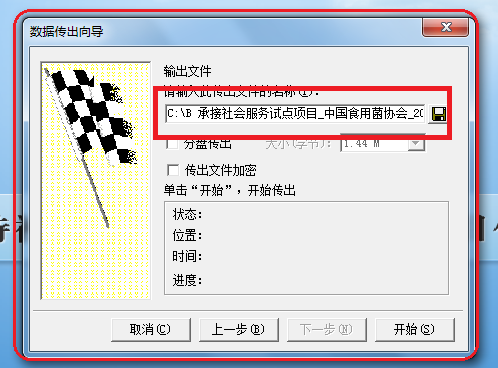 数据传出向导
输出文件
请输入此传出文件的名称(I):
C:\B 承接社会服务试点项目_中国食用菌协会_20
分盘传出 大小(字节): 1.44 M
传出文件加密
单击“开始”，开始传出
状态:
位置:
时间:
进度:
取消(C) 上一步(B) 下一步(N) 开始(S)